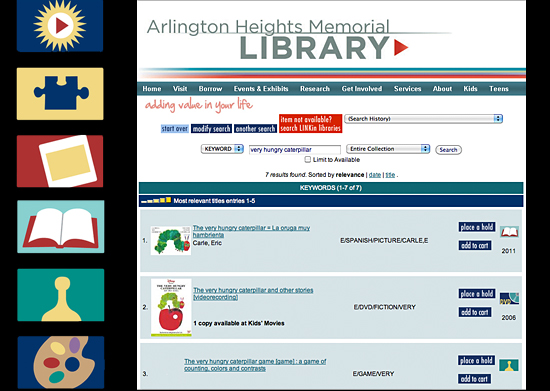 Arlington Heights Memorial
LIBRARY
Home Visit Borrow Events & Exhibits Research Get Involved Services About Kids Teens
adding value in your life
start over modify search another search
item not available?
search LINKin libraries
(Search History)
KEYWORD very hungry caterpillar Entire Collection Search
Limit to Available
7 results found. Sorted by relevance | date | title .
KEYWORDS (1-7 of 7)
Most relevant titles entries 1-5
1.
The very hungry caterpillar = La oruga muy
hambrienta
Carle, Eric
E/SPANISH/PICTURE/CARLE,E
place a hold
add to cart
2011
2.
The very hungry caterpillar and other stories
[videorecording]
1 copy available at Kids' Movies
E/DVD/FICTION/VERY
place a hold
add to cart
2006
3.
The very hungry caterpillar game [game] : a game of
counting, colors and contrasts
E/GAME/VERY
place a hold
add to cart